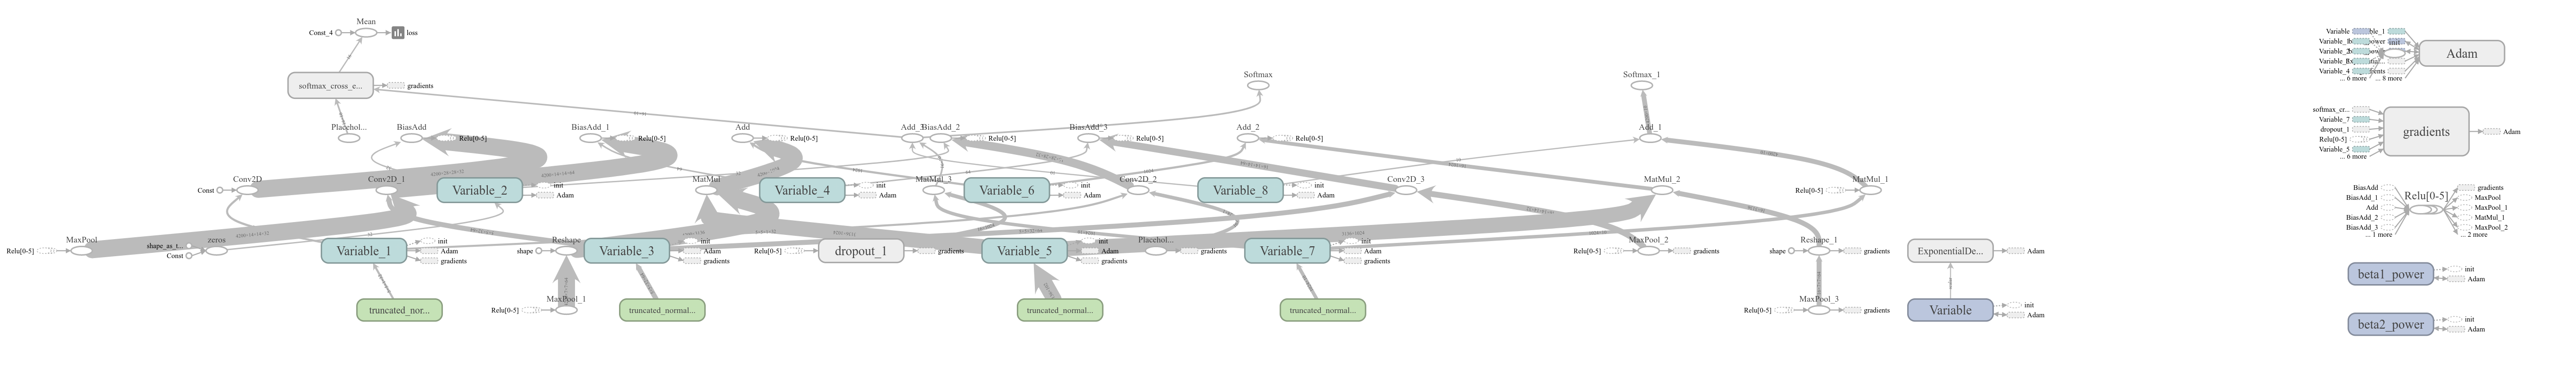 Mean
Const_4
loss
softmax_cross_e...
gradients
Placehol...
Softmax
Softmax_1
BiasAdd
Relu[0-5]
BiasAdd_1
Relu[0-5]
Add
Relu[0-5]
Add_3
BiasAdd_2
Relu[0-5]
BiasAdd_3
Relu[0-5]
Add_2
Relu[0-5]
Add_1
Const
Conv2D
Conv2D_1
Variable_2
init
Adam
MatMul
Variable_4
init
Adam
MatMul_3
Variable_6
init
Adam
Conv2D_2
Variable_8
init
Adam
Conv2D_3
MatMul_2
Relu[0-5]
MatMul_1
Relu[0-5]
MaxPool
shape_as_t...
Const
zeros
Variable_1
init
Adam
gradients
shape
Reshape
Variable_3
init
Adam
gradients
Relu[0-5]
dropout_1
gradients
Variable_5
init
Adam
gradients
Placehol...
gradients
Variable_7
init
Adam
gradients
Relu[0-5]
MaxPool_2
gradients
shape
Reshape_1
gradients
ExponentialDe...
Adam
truncated_nor...
Relu[0-5]
MaxPool_1
truncated_normal...
truncated_normal...
truncated_normal...
Relu[0-5]
MaxPool_3
gradients
Variable
init
Adam
Variable
Variable_4
... 6 more
... 8 more
Adam
softmax_cr...
Variable_7
dropout_1
Relu[0-5]
Variable_5
... 6 more
gradients
Adam
BiasAdd
BiasAdd_1
Add
BiasAdd_2
BiasAdd_3
... 1 more
Relu[0-5]
gradients
MaxPool
MaxPool_1
MatMul_1
MaxPool_2
... 2 more
beta1_power
init
Adam
beta2_power
init
Adam